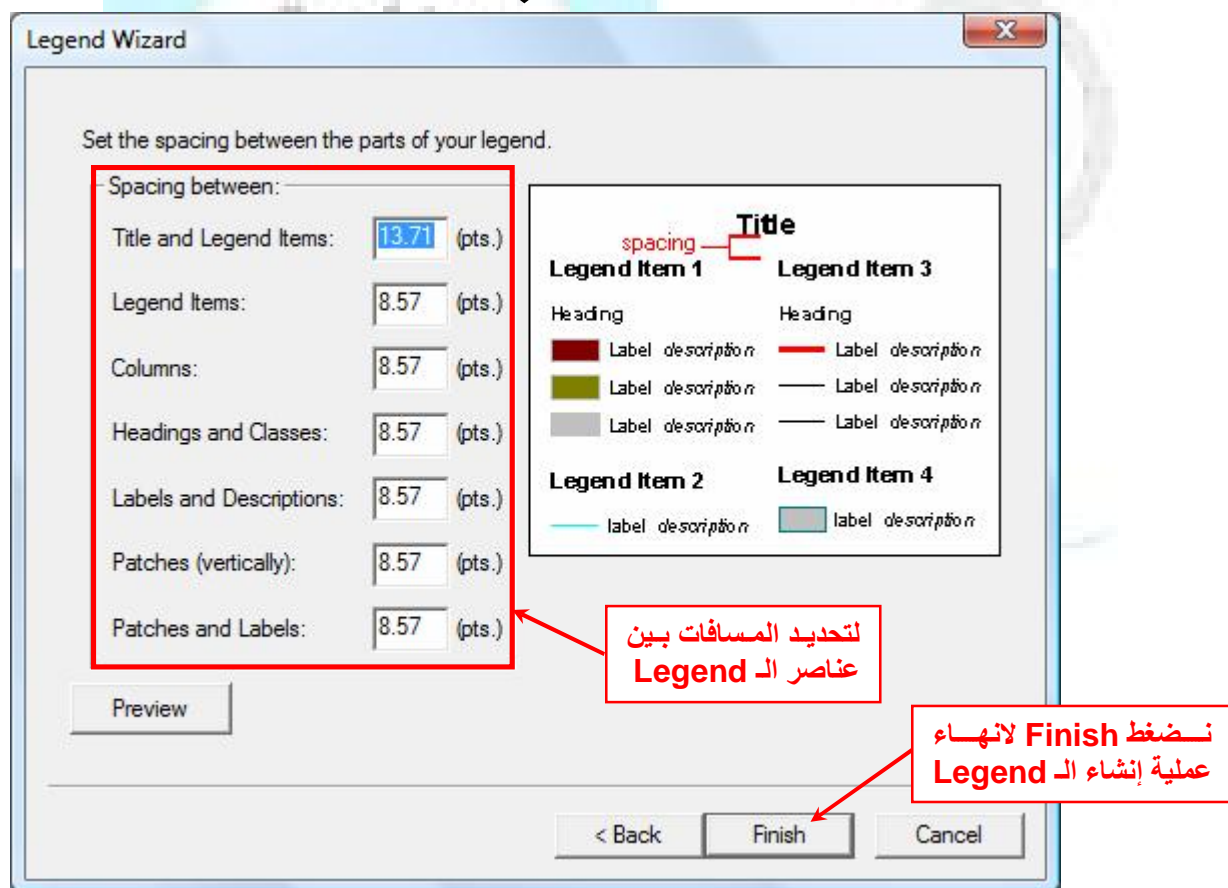 Legend Wizard
Set the spacing between the parts of your legend.
Spacing between:
Title and Legend Items: 13.71 (pts.)
Legend Items: 8.57 (pts.)
Columns: 8.57 (pts.)
Headings and Classes: 8.57 (pts.)
Labels and Descriptions: 8.57 (pts.)
Patches (vertically): 8.57 (pts.)
Patches and Labels: 8.57 (pts.)
Title
spacing
Legend Item 1 Legend Item 3
Heading Heading
Label description Label description
Label description Label description
Label description Label description
Legend Item 2 Legend Item 4
label description label description
لتحديد المسافات بين
عناصر الـ Legend
Preview
نضغط Finish لانهاء
عملية إنشاء الـ Legend
< Back Finish Cancel